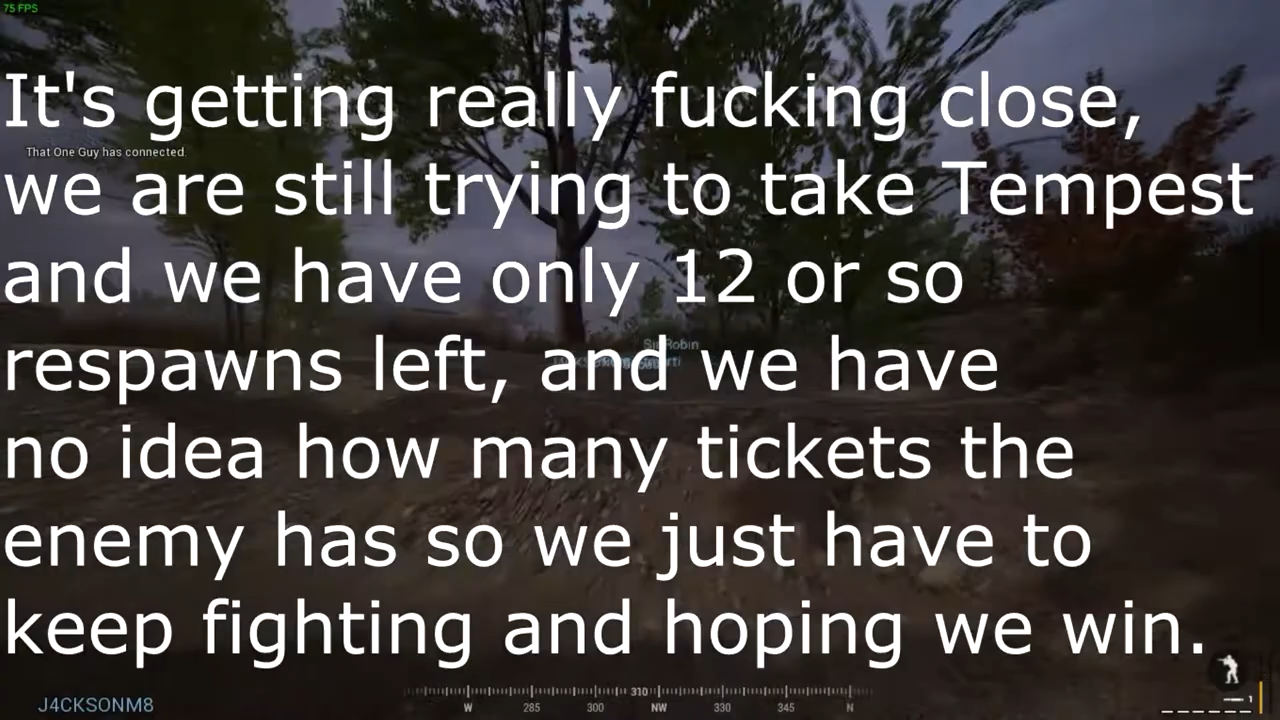 75 FPS
It's getting really fucking close,
That One Guy has connected.
we are still trying to take Tempest
and we have only 12 or so
Sir Robin
respawns left, and we have
no idea how many tickets the
enemy has so we just have to
keep fighting and hoping we win.
J4CKSONM8
310
W 285 300 NW 330 345 N
1